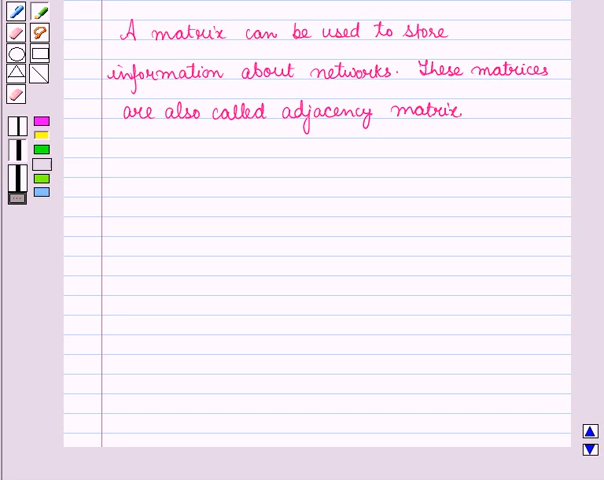 A matrix can be used to store
information about networks. These matrices
are also called adjacency matrix.